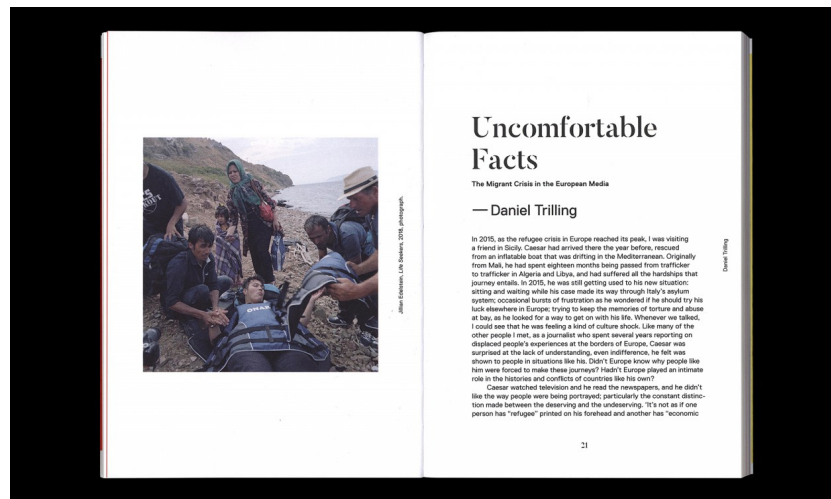 Jillian Edelstein, Life Seekers, 2018, photograph.
Uncomfortable
Facts
The Migrant Crisis in the European Media
— Daniel Trilling
In 2015, as the refugee crisis in Europe reached its peak, I was visiting
a friend in Sicily. Caesar had arrived there the year before, rescued
from an inflatable boat that was drifting in the Mediterranean. Originally
from Mali, he had spent eighteen months being passed from trafficker
to trafficker in Algeria and Libya, and had suffered all the hardships that
journey entails. In 2015, he was still getting used to his new situation:
sitting and waiting while his case made its way through Italy's asylum
system; occasional bursts of frustration as he wondered if he should try his
luck elsewhere in Europe; trying to keep the memories of torture and abuse
at bay, as he looked for a way to get on with his life. Whenever we talked,
I could see that he was feeling a kind of culture shock. Like many of the
other people I met, as a journalist who spent several years reporting on
displaced people's experiences at the borders of Europe, Caesar was
surprised at the lack of understanding, even indifference, he felt was
shown to people in situations like his. Didn't Europe know why people like
him were forced to make these journeys? Hadn't Europe played an intimate
role in the histories and conflicts of countries like his own?
Caesar watched television and he read the newspapers, and he didn't
like the way people were being portrayed; particularly the constant distinc-
tion made between the deserving and the undeserving. 'It's not as if one
person has "refugee" printed on his forehead and another has "economic
Daniel Trilling
21